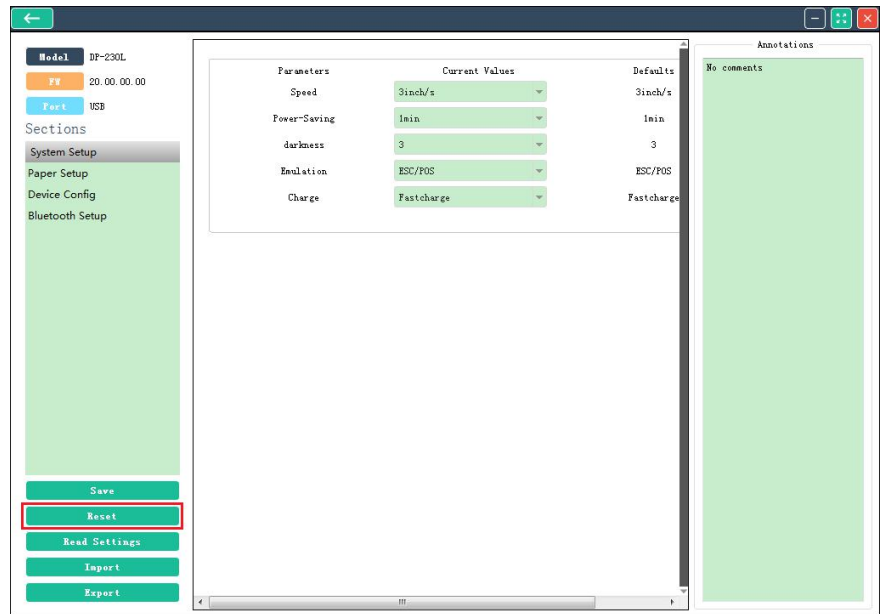 Model DP-230L
FW 20.00.00.00
Port USB
Sections
System Setup
Paper Setup
Device Config
Bluetooth Setup
Save
Reset
Read Settings
Import
Export
Parameters Current Values Defaults
Speed 3inch/s 3inch/s
Power-Saving 1min 1min
darkness 3 3
Emulation ESC/POS ESC/POS
Charge Fastcharge Fastcharge
Annotations
No comments